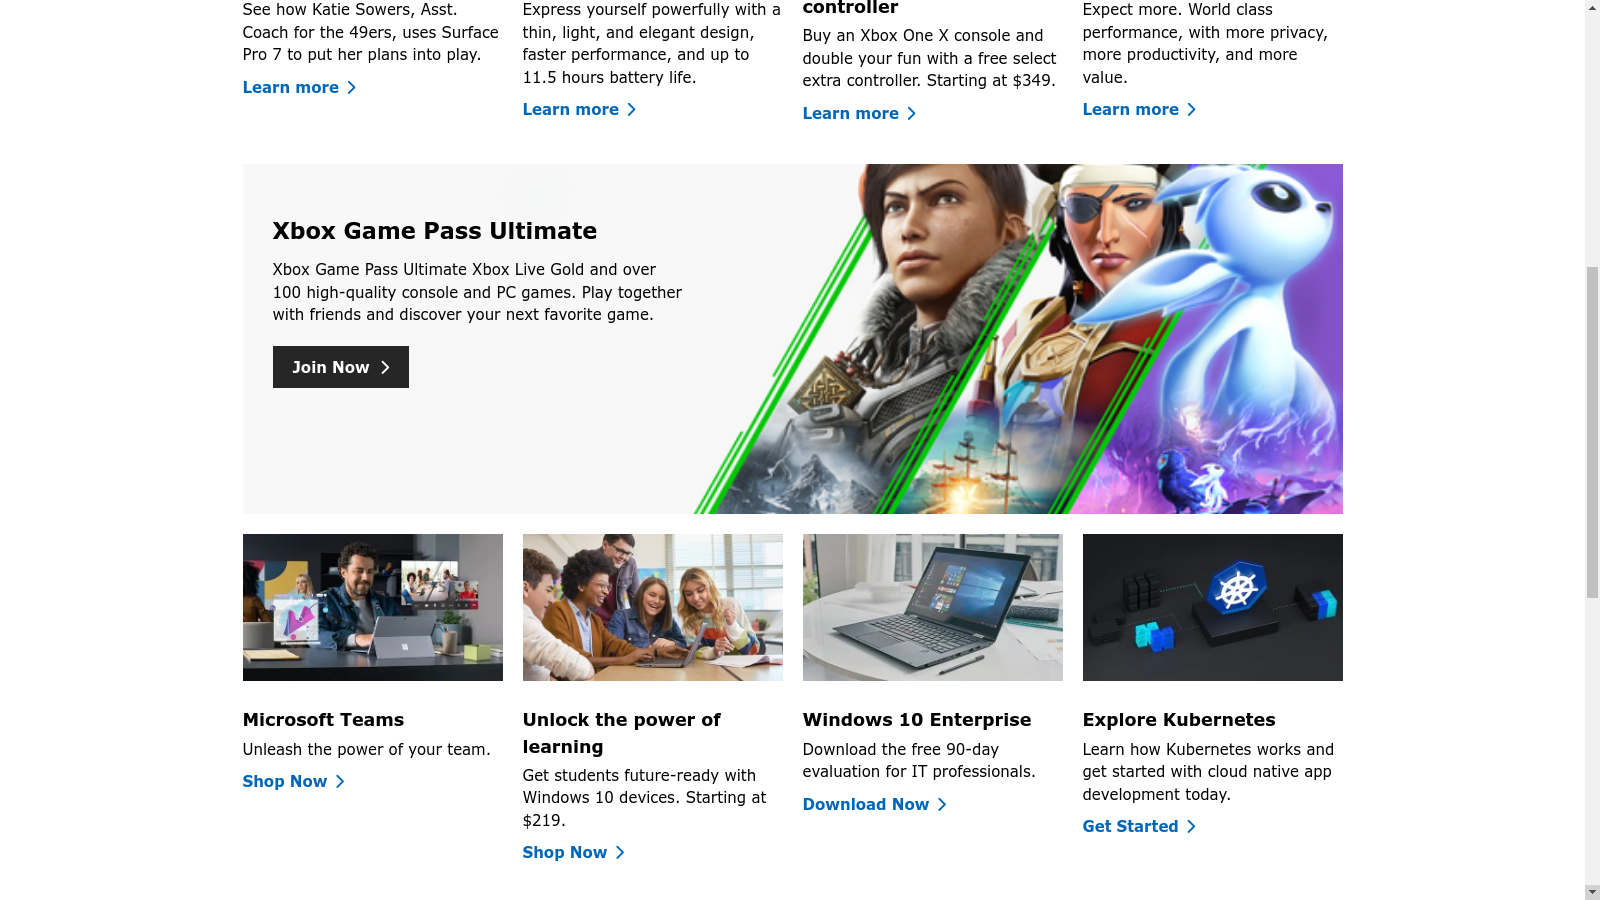 See how Katie Sowers, Asst.
Coach for the 49ers, uses Surface
Pro 7 to put her plans into play.
Learn more
Express yourself powerfully with a
thin, light, and elegant design,
faster performance, and up to
11.5 hours battery life.
Learn more
controller
Buy an Xbox One X console and
double your fun with a free select
extra controller. Starting at $349.
Learn more
Expect more. World class
performance, with more privacy,
more productivity, and more
value.
Learn more
Xbox Game Pass Ultimate
Xbox Game Pass Ultimate Xbox Live Gold and over
100 high-quality console and PC games. Play together
with friends and discover your next favorite game.
Join Now
Microsoft Teams
Unleash the power of your team.
Shop Now
Unlock the power of
learning
Get students future-ready with
Windows 10 devices. Starting at
$219.
Shop Now
Windows 10 Enterprise
Download the free 90-day
evaluation for IT professionals.
Download Now
Explore Kubernetes
Learn how Kubernetes works and
get started with cloud native app
development today.
Get Started